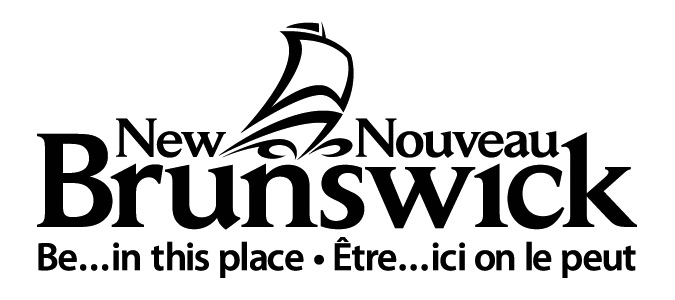 New Nouveau
Brunswick
Be...in this place • Être...ici on le peut